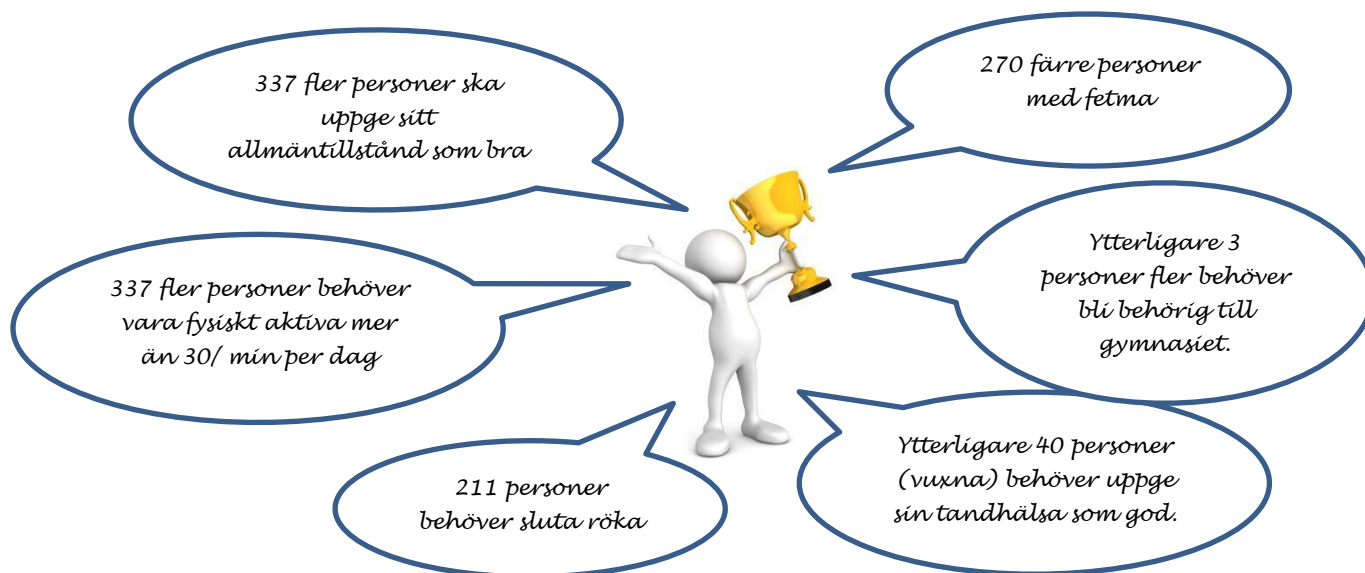 337 fler personer ska
uppge sitt
allmäntillstånd som bra
270 färre personer
med fetma
337 fler personer behöver
vara fysiskt aktiva mer
än 30/ min per dag
Ytterligare 3
personer fler behöver
bli behörig till
gymnasiet.
211 personer
behöver sluta röka
Ytterligare 40 personer
(vuxna) behöver uppge
sin tandhälsa som god.